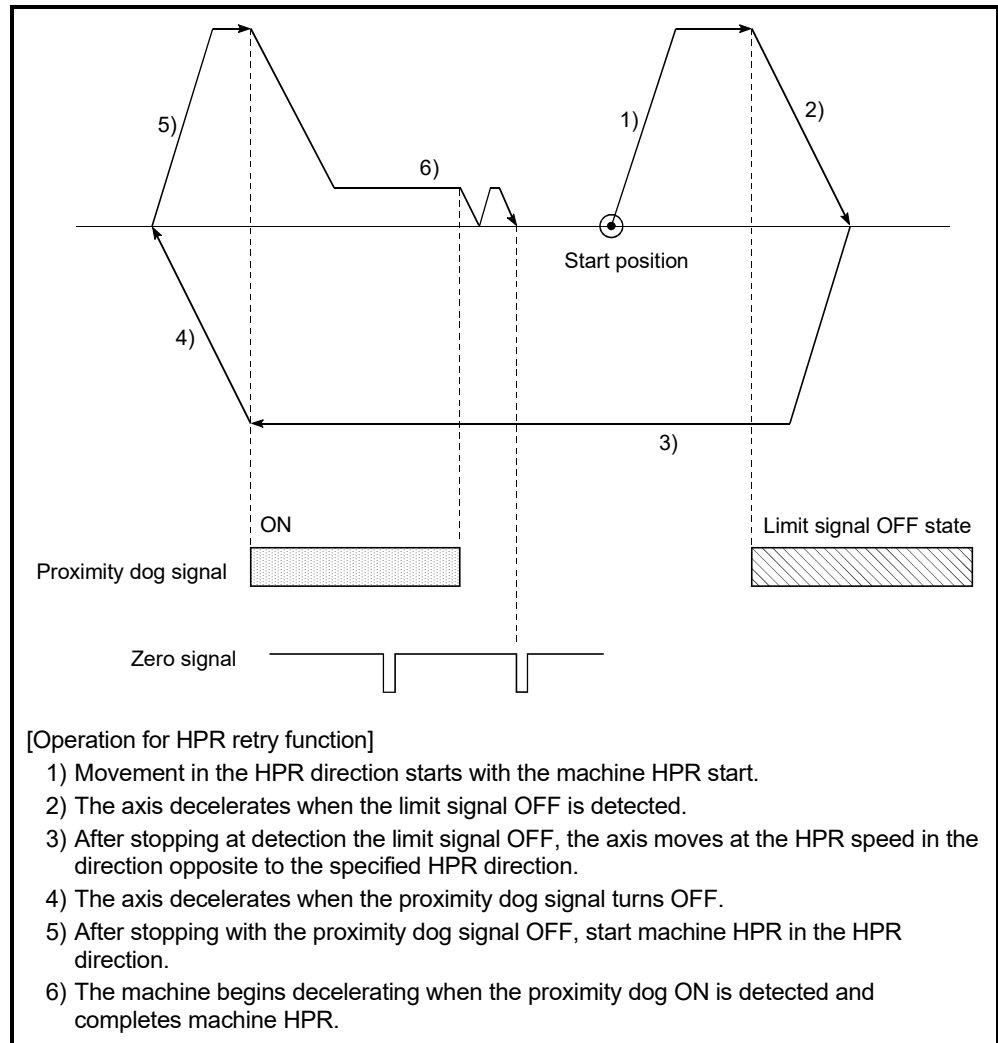 5)
6)
1)
2)
Start position
4)
3)
ON
Limit signal OFF state
Proximity dog signal
Zero signal
[Operation for HPR retry function]
1) Movement in the HPR direction starts with the machine HPR start.
2) The axis decelerates when the limit signal OFF is detected.
3) After stopping at detection the limit signal OFF, the axis moves at the HPR speed in the
direction opposite to the specified HPR direction.
4) The axis decelerates when the proximity dog signal turns OFF.
5) After stopping with the proximity dog signal OFF, start machine HPR in the HPR
direction.
6) The machine begins decelerating when the proximity dog ON is detected and
completes machine HPR.